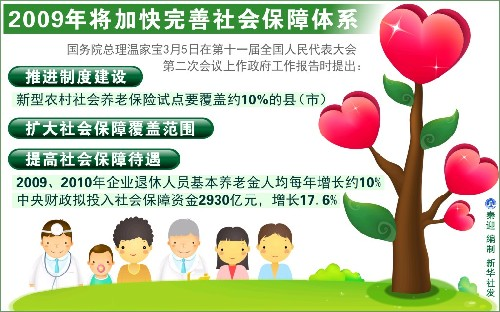 2009年将加快完善社会保障体系
国务院总理温家宝3月5日在第十一届全国人民代表大会
第二次会议上作政府工作报告时提出：
推进制度建设
新型农村社会养老保险试点要覆盖约10%的县（市）
扩大社会保障覆盖范围
提高社会保障待遇
2009、2010年企业退休人员基本养老金人均每年增长约10%
中央财政拟投入社会保障资金2930亿元，增长17.6%
秦迎 编制 新华社发